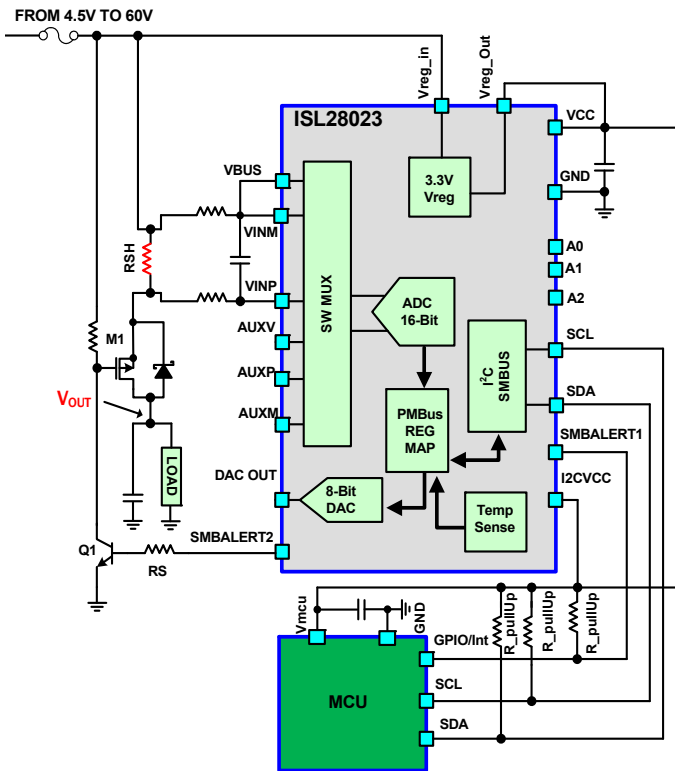 FROM 4.5V TO 60V
Vreg_in
Vreg_Out
ISL28023
VCC
VBUS
3.3V
Vreg
GND
VINM
RSH
A0
A1
VINP
SW MUX
ADC
16-Bit
A2
M1
AUXV
SCL
I²C
SMBUS
AUXP
SDA
VOUT
PMBus
REG
MAP
AUXM
SMBALERT1
LOAD
DAC OUT
8-Bit
DAC
I2CVCC
Temp
Sense
SMBALERT2
Q1
RS
Vmcu
GND
R_pullUp
R_pullUp
R_pullUp
GPIO/Int
MCU
SCL
SDA